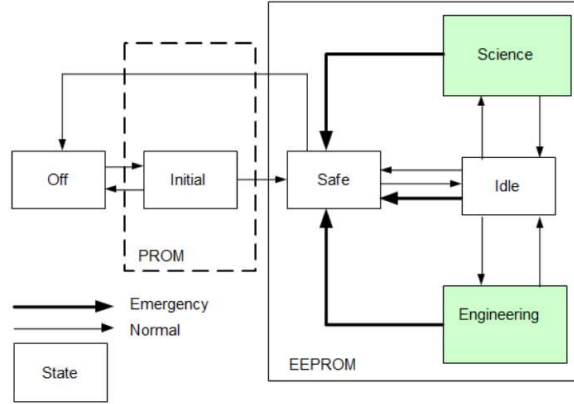 Science
Off
Initial
Safe
Idle
PROM
Emergency
Normal
Engineering
State
EEPROM